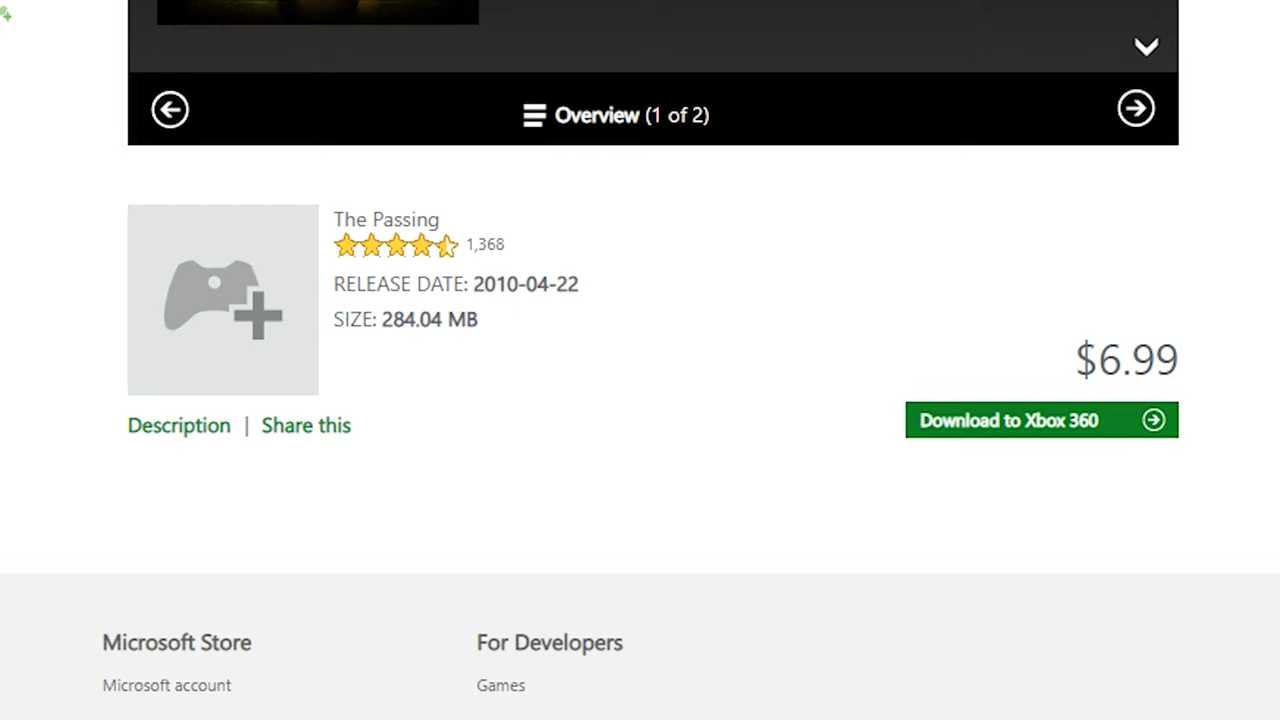 Overview (1 of 2)
The Passing
1,368
RELEASE DATE: 2010-04-22
SIZE: 284.04 MB
$6.99
Description | Share this
Download to Xbox 360
Microsoft Store
For Developers
Microsoft account
Games